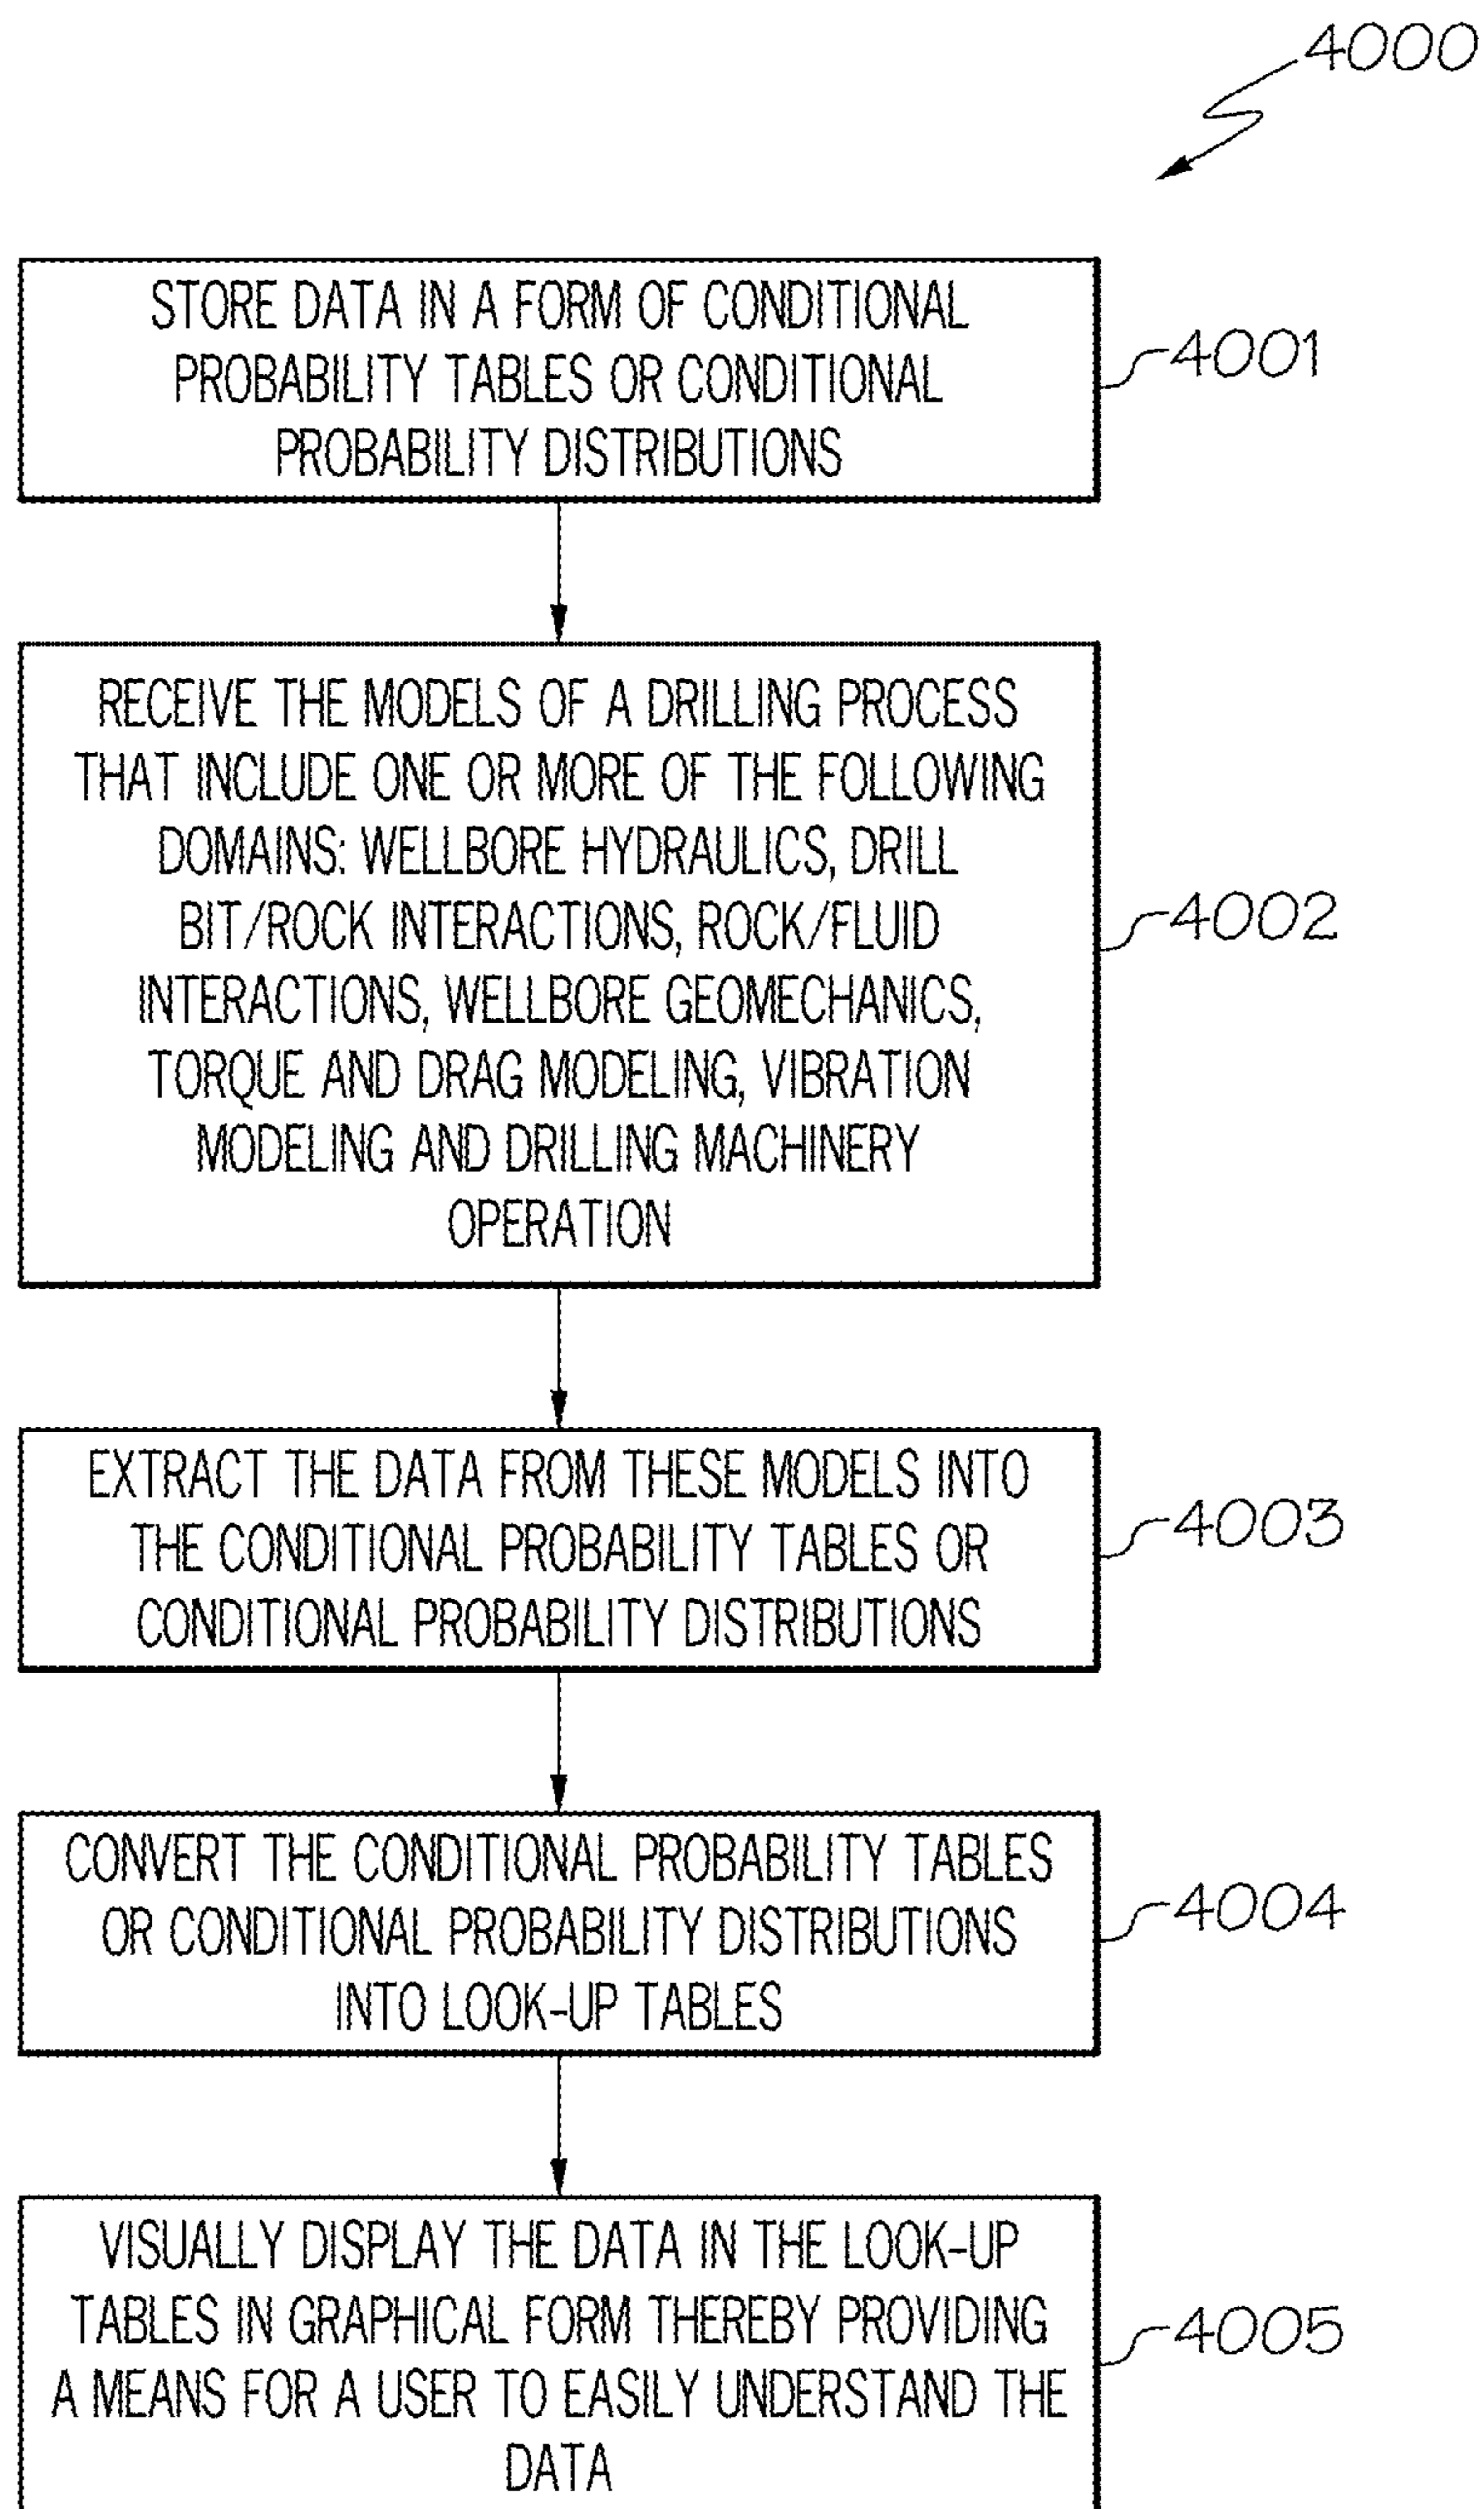 4000
STORE DATA IN A FORM OF CONDITIONAL
PROBABILITY TABLES OR CONDITIONAL
PROBABILITY DISTRIBUTIONS
4001
RECEIVE THE MODELS OF A DRILLING PROCESS
THAT INCLUDE ONE OR MORE OF THE FOLLOWING
DOMAINS: WELLBORE HYDRAULICS, DRILL
BIT/ROCK INTERACTIONS, ROCK/FLUID
INTERACTIONS, WELLBORE GEOMECHANICS,
TORQUE AND DRAG MODELING, VIBRATION
MODELING AND DRILLING MACHINERY
OPERATION
4002
EXTRACT THE DATA FROM THESE MODELS INTO
THE CONDITIONAL PROBABILITY TABLES OR
CONDITIONAL PROBABILITY DISTRIBUTIONS
4003
CONVERT THE CONDITIONAL PROBABILITY TABLES
OR CONDITIONAL PROBABILITY DISTRIBUTIONS
INTO LOOK-UP TABLES
4004
VISUALLY DISPLAY THE DATA IN THE LOOK-UP
TABLES IN GRAPHICAL FORM THEREBY PROVIDING
A MEANS FOR A USER TO EASILY UNDERSTAND THE
DATA
4005